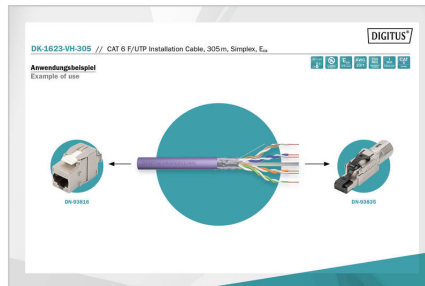 DIGITUS®
DK-1623-VH-305 // CAT 6 F/UTP Installation Cable, 305 m, Simplex, Eca
Anwendungsbeispiel
Example of use
DN-93816
DN-93835